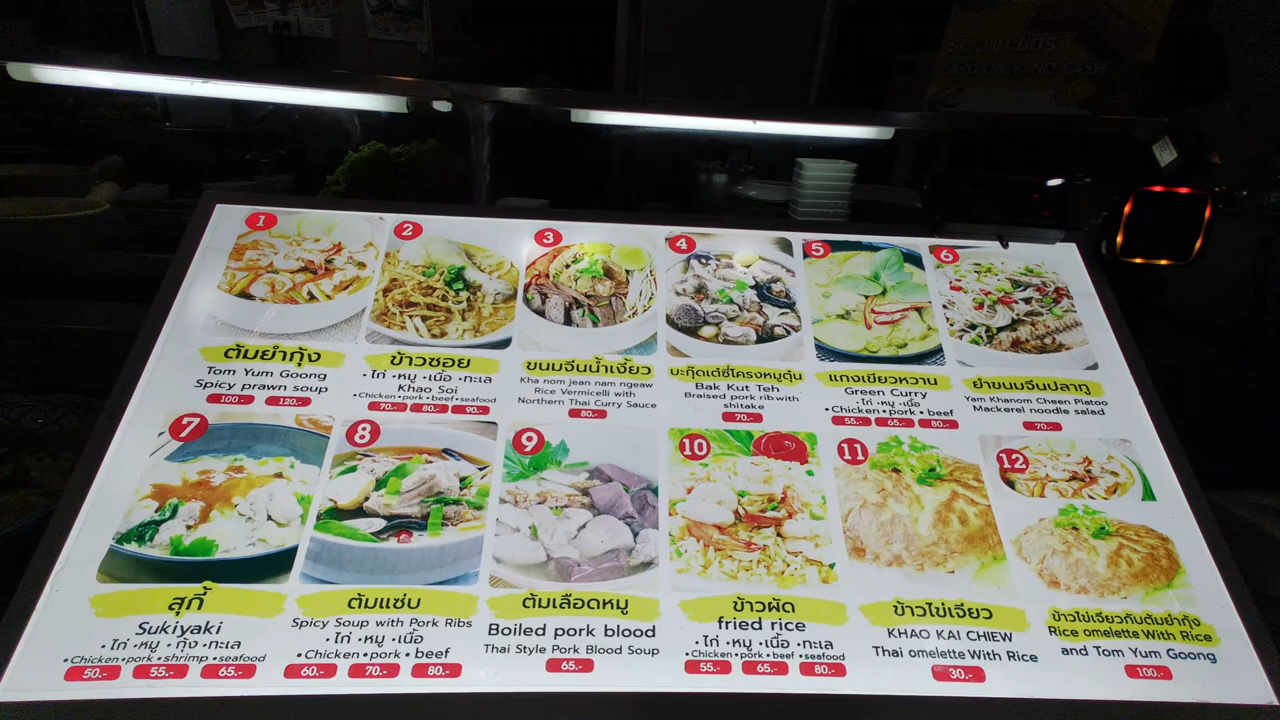 1
ต้มยำกุ้ง
Tom Yum Goong
Spicy prawn soup
100.- 120.-
2
ข้าวซอย
• ไก่ •หมู •เนื้อ •ทะเล
Khao Soi
•Chicken•pork•beef•seafood
70.- 80.- 90.-
3
ขนมจีนน้ำเงี้ยว
Kha nom jean nam ngeaw
Rice Vermicelli with
Northern Thai Curry Sauce
80.-
4
บะกุ๊ดเต๋ซี่โครงหมูตุ๋น
Bak Kut Teh
Braised pork rib with
shitake
70.-
5
แกงเขียวหวาน
Green Curry
•ไก่ •หมู •เนื้อ
•Chicken•pork•beef
55.- 65.- 80.-
6
ยำขนมจีนปลาทู
Yam Khanom Cheen Platoo
Mackerel noodle salad
70.-
7
สุกี้
Sukiyaki
•ไก่ •หมู •กุ้ง •ทะเล
•Chicken•pork•shrimp•seafood
50.- 55.- 65.-
8
ต้มแซ่บ
Spicy Soup with Pork Ribs
•ไก่ •หมู •เนื้อ
•Chicken•pork•beef
60.- 70.- 80.-
9
ต้มเลือดหมู
Boiled pork blood
Thai Style Pork Blood Soup
65.-
10
ข้าวผัด
fried rice
•ไก่ •หมู •เนื้อ •ทะเล
•Chicken•pork•beef•seafood
55.- 65.- 80.-
11
ข้าวไข่เจียว
KHAO KAI CHIEW
Thai omelette With Rice
30.-
12
ข้าวไข่เจียวกับต้มยำกุ้ง
Rice omelette With Rice
and Tom Yum Goong
100.-